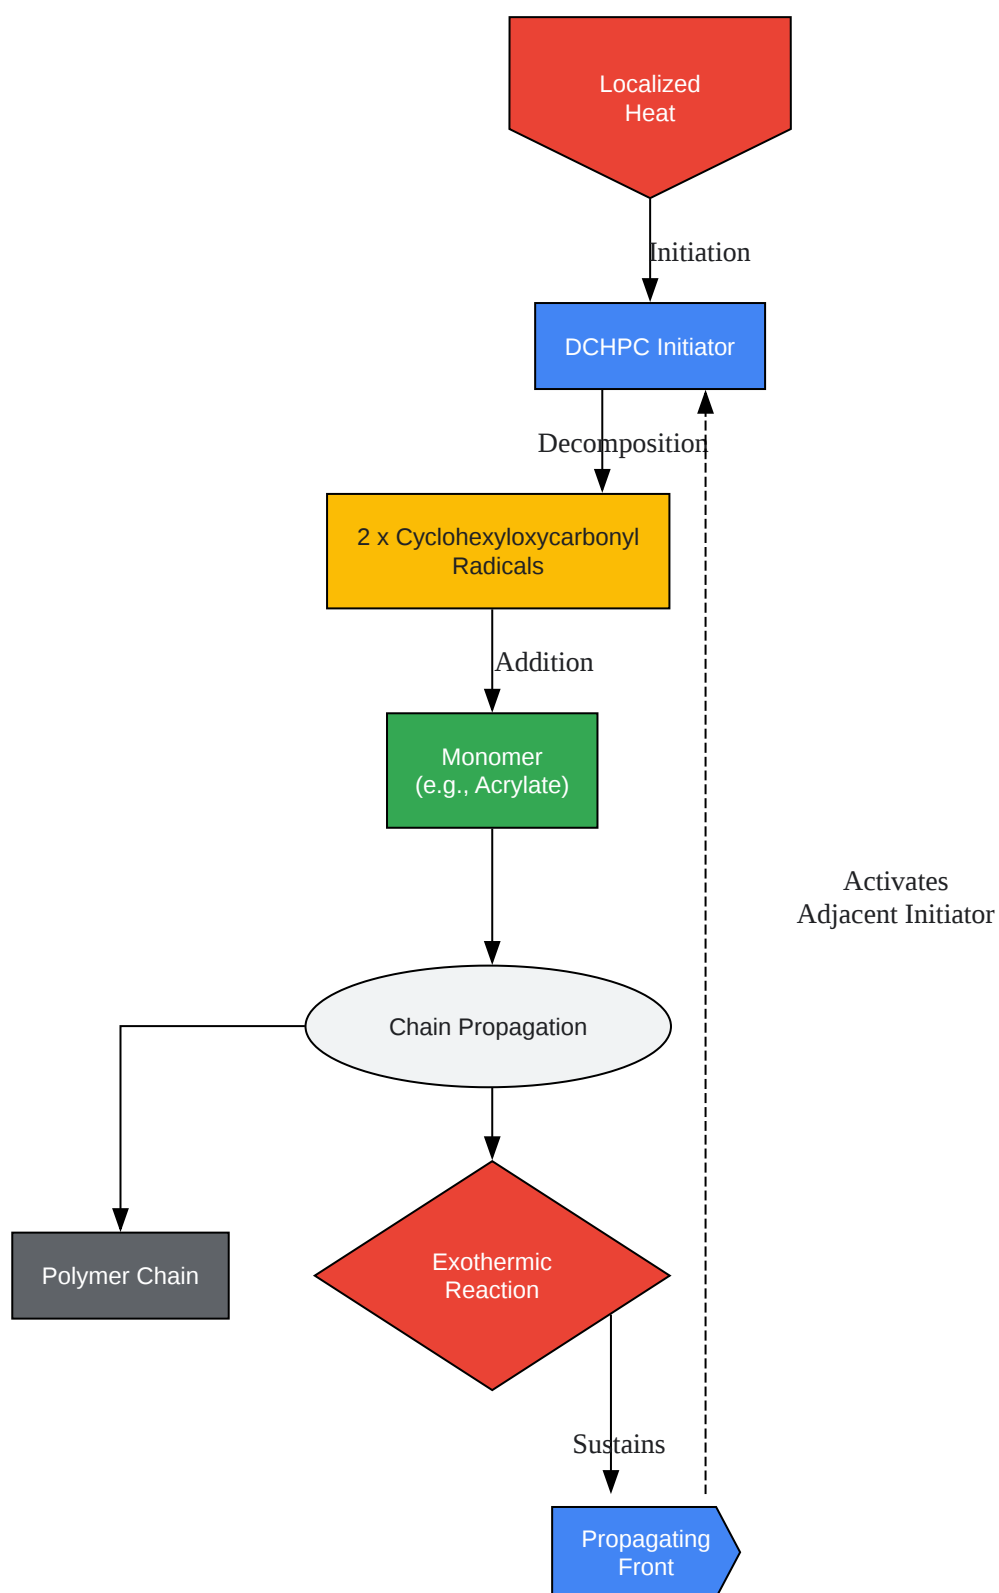 Localized
Heat
Initiation
DCHPC Initiator
Decomposition
2 x Cyclohexyloxycarbonyl
Radicals
Addition
Monomer
(e.g., Acrylate)
Activates
Adjacent Initiator
Chain Propagation
Polymer Chain
Exothermic
Reaction
Sustains
Propagating
Front